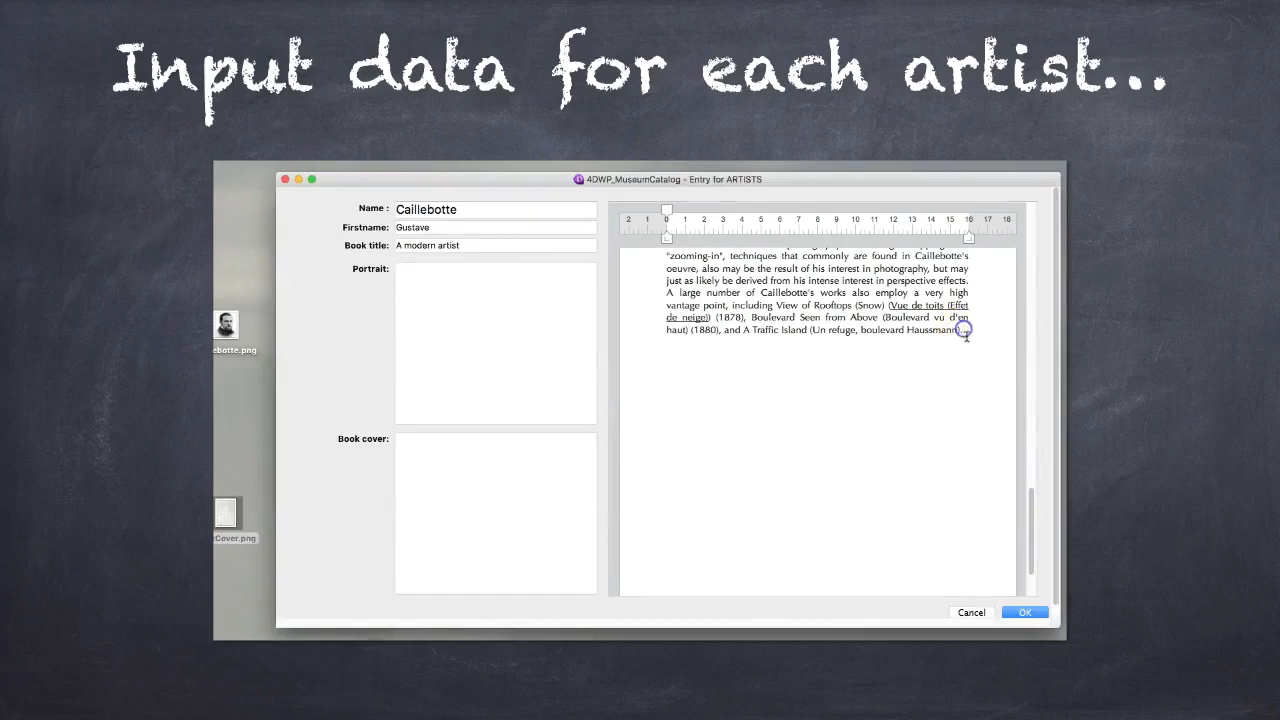 Input data for each artist...
4DWP_MuseumCatalog - Entry for ARTISTS
Name :
Caillebotte
Firstname:
Gustave
Book title:
A modern artist
Portrait:
Book cover:
ebotte.png
tCover.png
2 1 0 1 2 3 4 5 6 7 8 9 10 11 12 13 14 15 16 17 18
"zooming-in", techniques that commonly are found in Caillebotte's
oeuvre, also may be the result of his interest in photography, but may
just as likely be derived from his intense interest in perspective effects.
A large number of Caillebotte's works also employ a very high
vantage point, including View of Rooftops (Snow) (Vue de toits (Effet
de neige)) (1878), Boulevard Seen from Above (Boulevard vu d'en
haut) (1880), and A Traffic Island (Un refuge, boulevard Haussmann)...
Cancel
OK